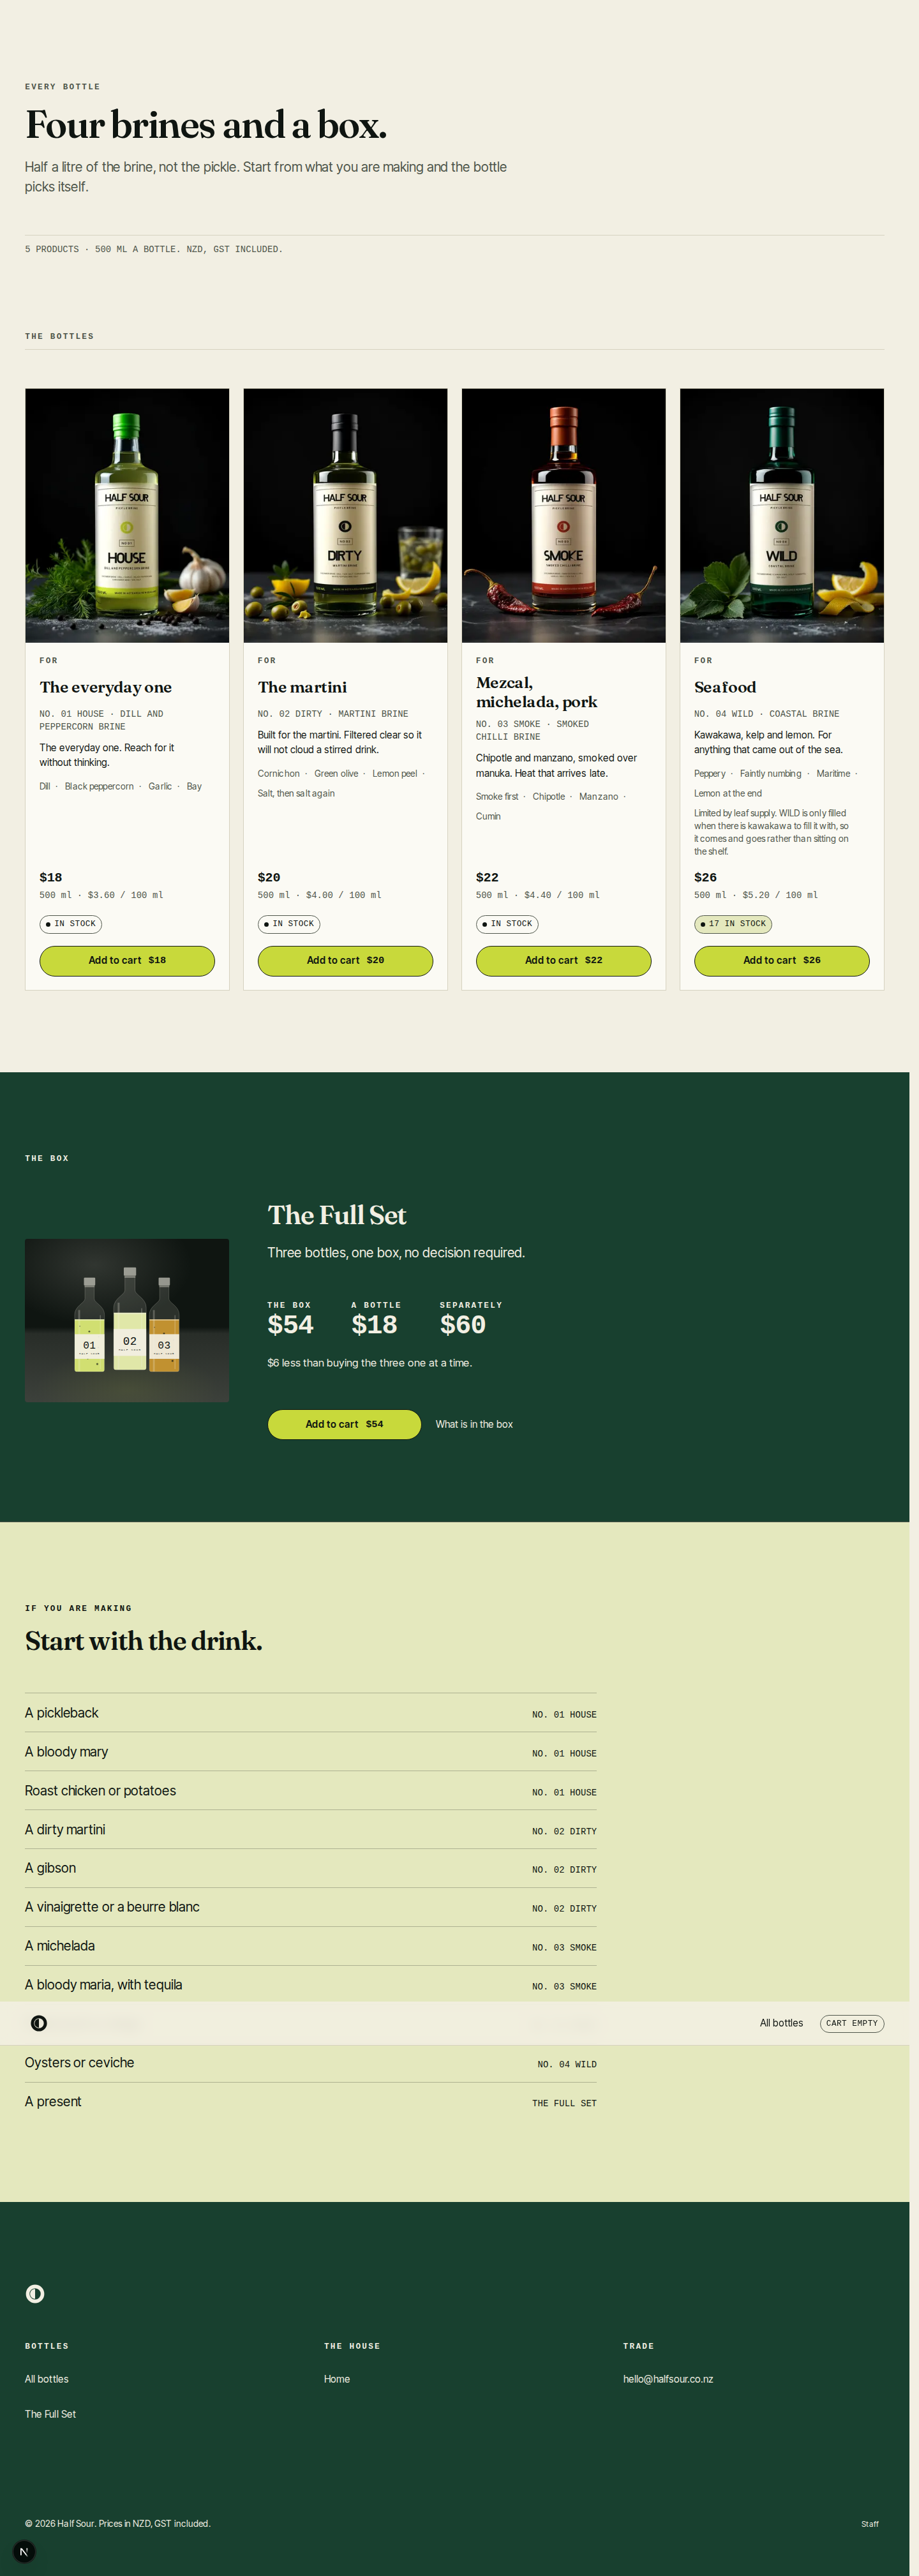 EVERY BOTTLE
Four brines and a box.
Half a litre of the brine, not the pickle. Start from what you are making and the bottle
picks itself.
5 PRODUCTS · 500 ML A BOTTLE. NZD, GST INCLUDED.
THE BOTTLES
HALF SOUR
HOUSE
HALF SOUR
DIRTY
HALF SOUR
SMOKE
HALF SOUR
WILD
COASTAL BRINE
FOR
The everyday one
NO. 01 HOUSE · DILL AND
PEPPERCORN BRINE
The everyday one. Reach for it
without thinking.
Dill · Black peppercorn · Garlic · Bay
$18
500 ml · $3.60 / 100 ml
IN STOCK
Add to cart $18
FOR
The martini
NO. 02 DIRTY · MARTINI BRINE
Built for the martini. Filtered clear so it
will not cloud a stirred drink.
Cornichon · Green olive · Lemon peel ·
Salt, then salt again
$20
500 ml · $4.00 / 100 ml
IN STOCK
Add to cart $20
FOR
Mezcal,
michelada, pork
NO. 03 SMOKE · SMOKED
CHILLI BRINE
Chipotle and manzano, smoked over
manuka. Heat that arrives late.
Smoke first · Chipotle · Manzano ·
Cumin
$22
500 ml · $4.40 / 100 ml
IN STOCK
Add to cart $22
FOR
Seafood
NO. 04 WILD · COASTAL BRINE
Kawakawa, kelp and lemon. For
anything that came out of the sea.
Peppery · Faintly numbing · Maritime ·
Lemon at the end
Limited by leaf supply. WILD is only filled
when there is kawakawa to fill it with, so
it comes and goes rather than sitting on
the shelf.
$26
500 ml · $5.20 / 100 ml
17 IN STOCK
Add to cart $26
THE BOX
01
02
03
The Full Set
Three bottles, one box, no decision required.
THE BOX A BOTTLE SEPARATELY
$54 $18 $60
$6 less than buying the three one at a time.
Add to cart $54 What is in the box
IF YOU ARE MAKING
Start with the drink.
A pickleback NO. 01 HOUSE
A bloody mary NO. 01 HOUSE
Roast chicken or potatoes NO. 01 HOUSE
A dirty martini NO. 02 DIRTY
A gibson NO. 02 DIRTY
A vinaigrette or a beurre blanc NO. 02 DIRTY
A michelada NO. 03 SMOKE
A bloody maria, with tequila NO. 03 SMOKE
All bottles CART EMPTY
Oysters or ceviche NO. 04 WILD
A present THE FULL SET
BOTTLES THE HOUSE TRADE
All bottles Home hello@halfsour.co.nz
The Full Set
© 2026 Half Sour. Prices in NZD, GST included. Staff
N